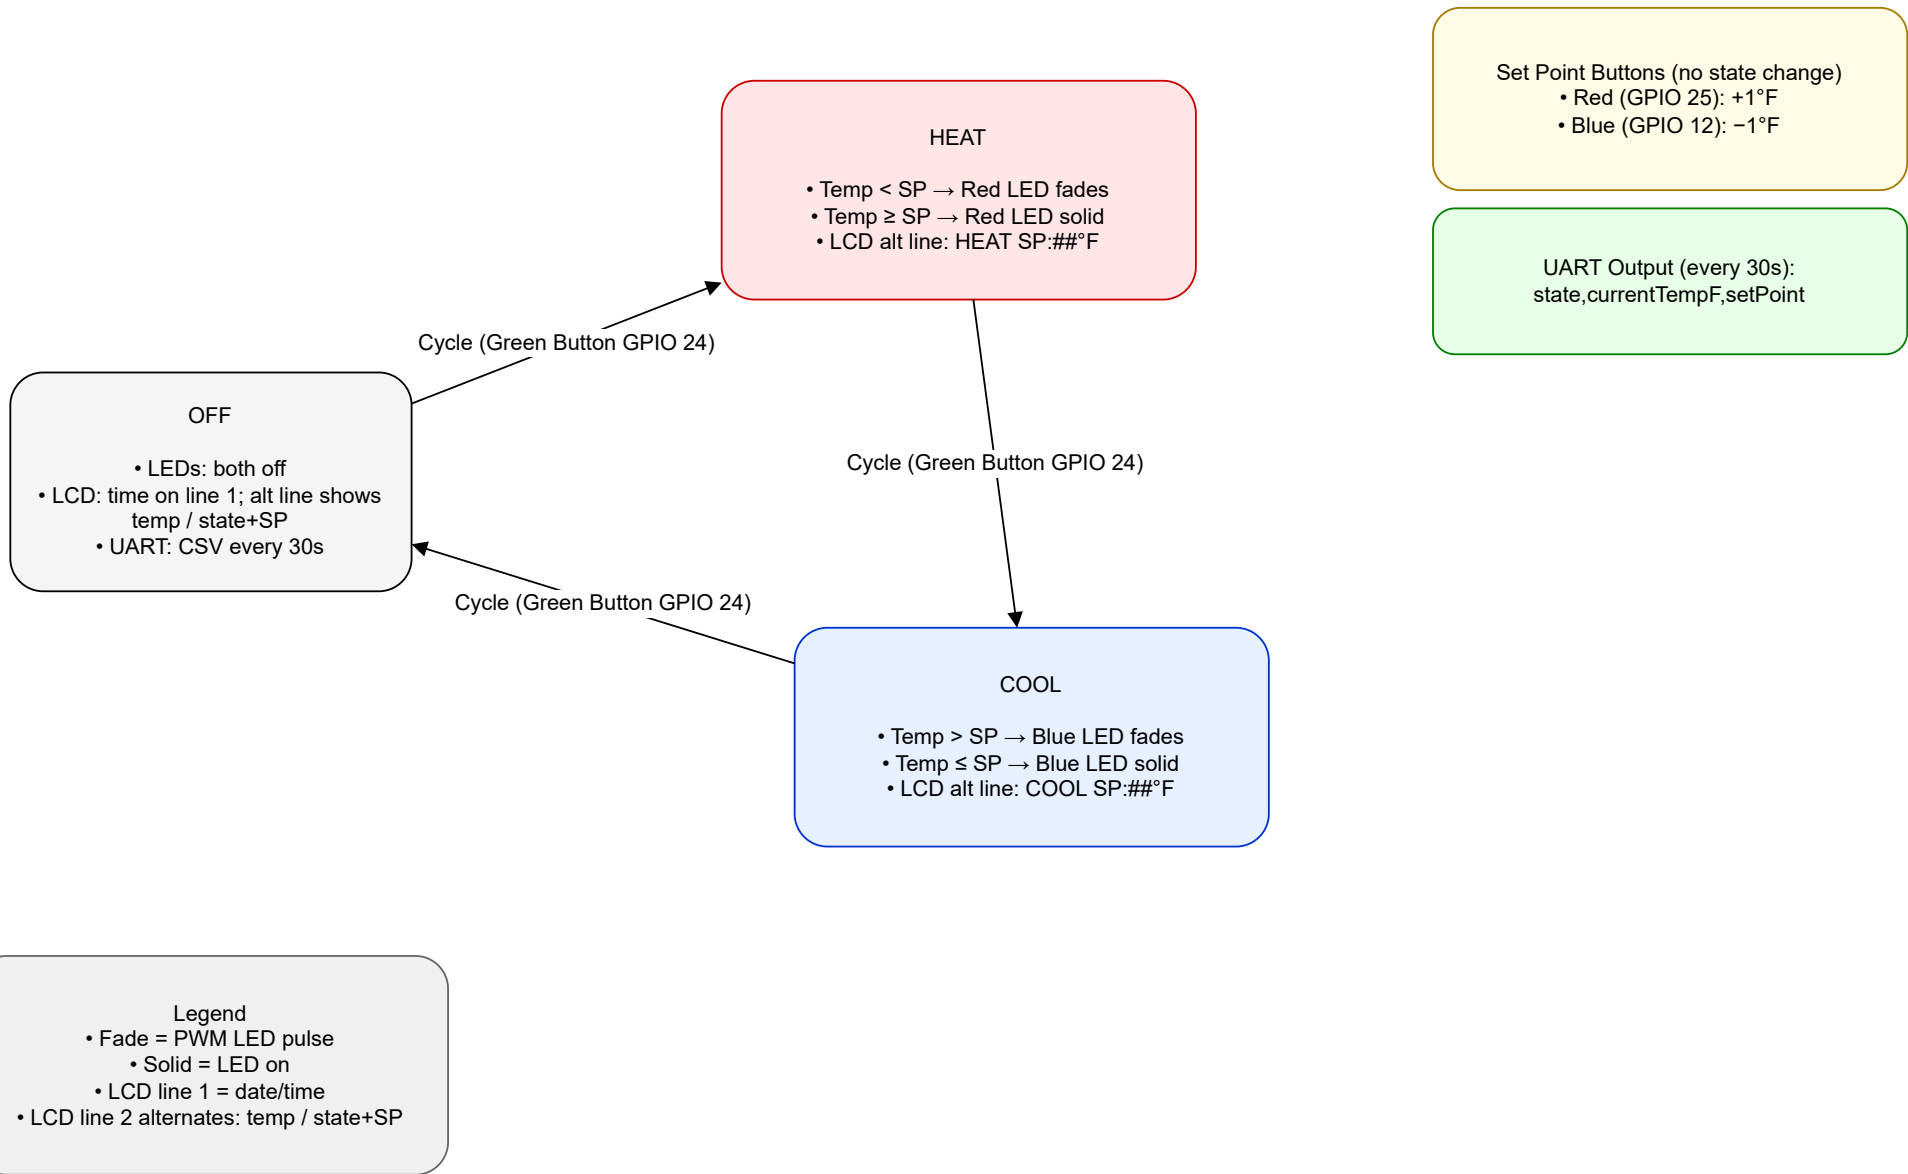 Set Point Buttons (no state change)
• Red (GPIO 25): +1°F
• Blue (GPIO 12): −1°F
HEAT
• Temp < SP → Red LED fades
• Temp ≥ SP → Red LED solid
• LCD alt line: HEAT SP:##°F
UART Output (every 30s):
state,currentTempF,setPoint
Cycle (Green Button GPIO 24)
OFF
• LEDs: both off
• LCD: time on line 1; alt line shows
temp / state+SP
• UART: CSV every 30s
Cycle (Green Button GPIO 24)
Cycle (Green Button GPIO 24)
COOL
• Temp > SP → Blue LED fades
• Temp ≤ SP → Blue LED solid
• LCD alt line: COOL SP:##°F
Legend
• Fade = PWM LED pulse
• Solid = LED on
• LCD line 1 = date/time
• LCD line 2 alternates: temp / state+SP